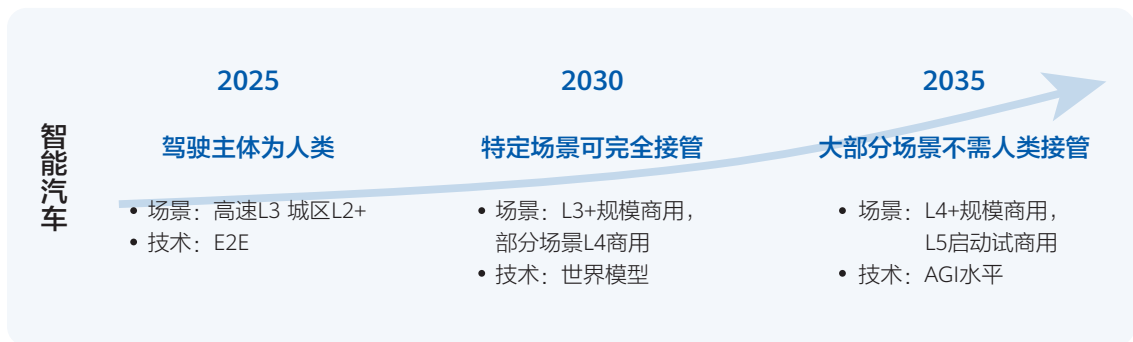 智能汽车
2025
驾驶主体为人类
• 场景：高速L3 城区L2+
• 技术：E2E
2030
特定场景可完全接管
• 场景：L3+规模商用，
部分场景L4商用
• 技术：世界模型
2035
大部分场景不需人类接管
• 场景：L4+规模商用，
L5启动试商用
• 技术：AGI水平